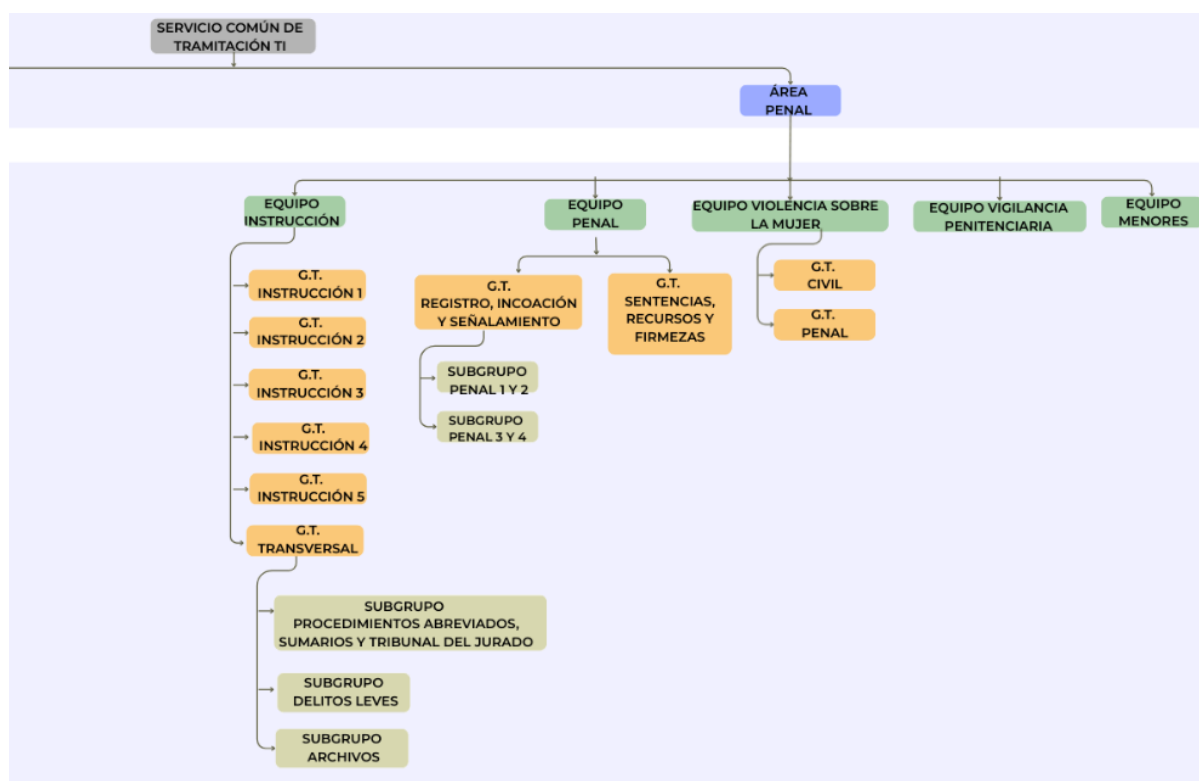 SERVICIO COMÚN DE
TRAMITACIÓN TI
ÁREA
PENAL
EQUIPO
INSTRUCCIÓN
EQUIPO
PENAL
EQUIPO VIOLENCIA SOBRE
LA MUJER
EQUIPO VIGILANCIA
PENITENCIARIA
EQUIPO
MENORES
G.T.
INSTRUCCIÓN 1
G.T.
INSTRUCCIÓN 2
G.T.
INSTRUCCIÓN 3
G.T.
INSTRUCCIÓN 4
G.T.
INSTRUCCIÓN 5
G.T.
TRANSVERSAL
SUBGRUPO
PROCEDIMIENTOS ABREVIADOS,
SUMARIOS Y TRIBUNAL DEL JURADO
SUBGRUPO
DELITOS LEVES
SUBGRUPO
ARCHIVOS
G.T.
REGISTRO, INCOACIÓN
Y SEÑALAMIENTO
SUBGRUPO
PENAL 1 Y 2
SUBGRUPO
PENAL 3 Y 4
G.T.
SENTENCIAS,
RECURSOS Y
FIRMEZAS
G.T.
CIVIL
G.T.
PENAL